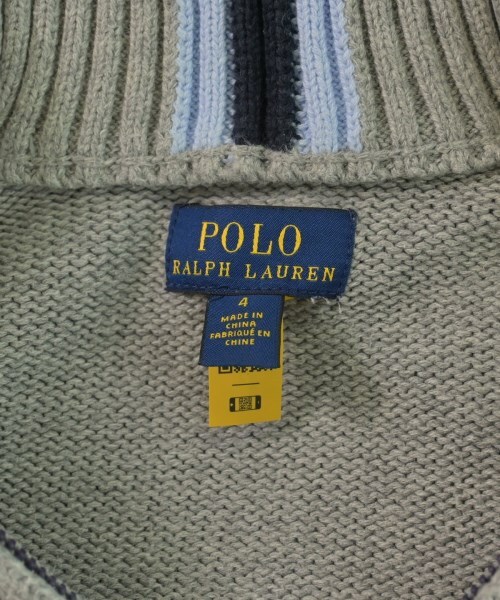 POLO
RALPH LAUREN
4
MADE IN
CHINA
FABRIQUÉ EN
CHINE